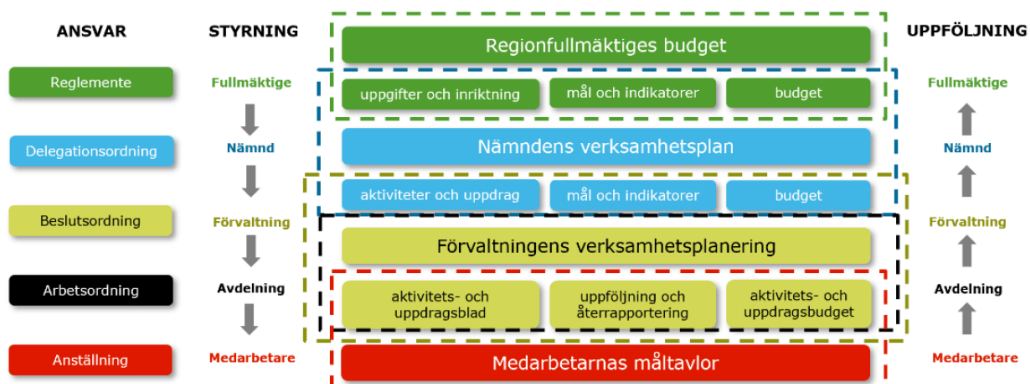 ANSVAR
STYRNING
Regionfullmäktiges budget
UPPFÖLJNING
Reglemente
Fullmäktige
uppgifter och inriktning
mål och indikatorer
budget
Fullmäktige
Delegationsordning
Nämnd
Nämndens verksamhetsplan
Nämnd
aktiviteter och uppdrag
mål och indikatorer
budget
Beslutsordning
Förvaltning
Förvaltningens verksamhetsplanering
Förvaltning
Arbetsordning
Avdelning
aktivitets- och
uppdragsblad
uppföljning och
återrapportering
aktivitets- och
uppdragsbudget
Avdelning
Anställning
Medarbetare
Medarbetarnas måltavlor
Medarbetare